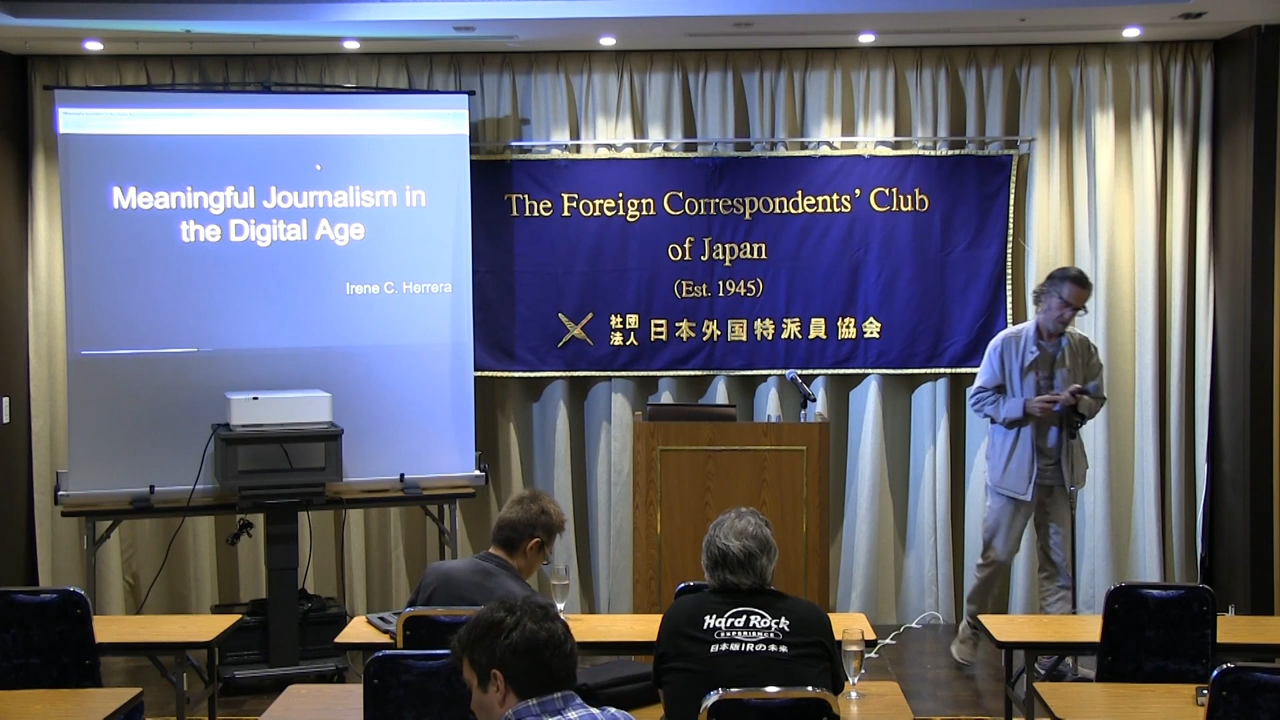 Meaningful Journalism in
the Digital Age
Irene C. Herrera
The Foreign Correspondents' Club
of Japan
(Est. 1945)
社団
法人
日本外国特派員協会
Hard Rock
EXPERIENCE
日本版IRの未来